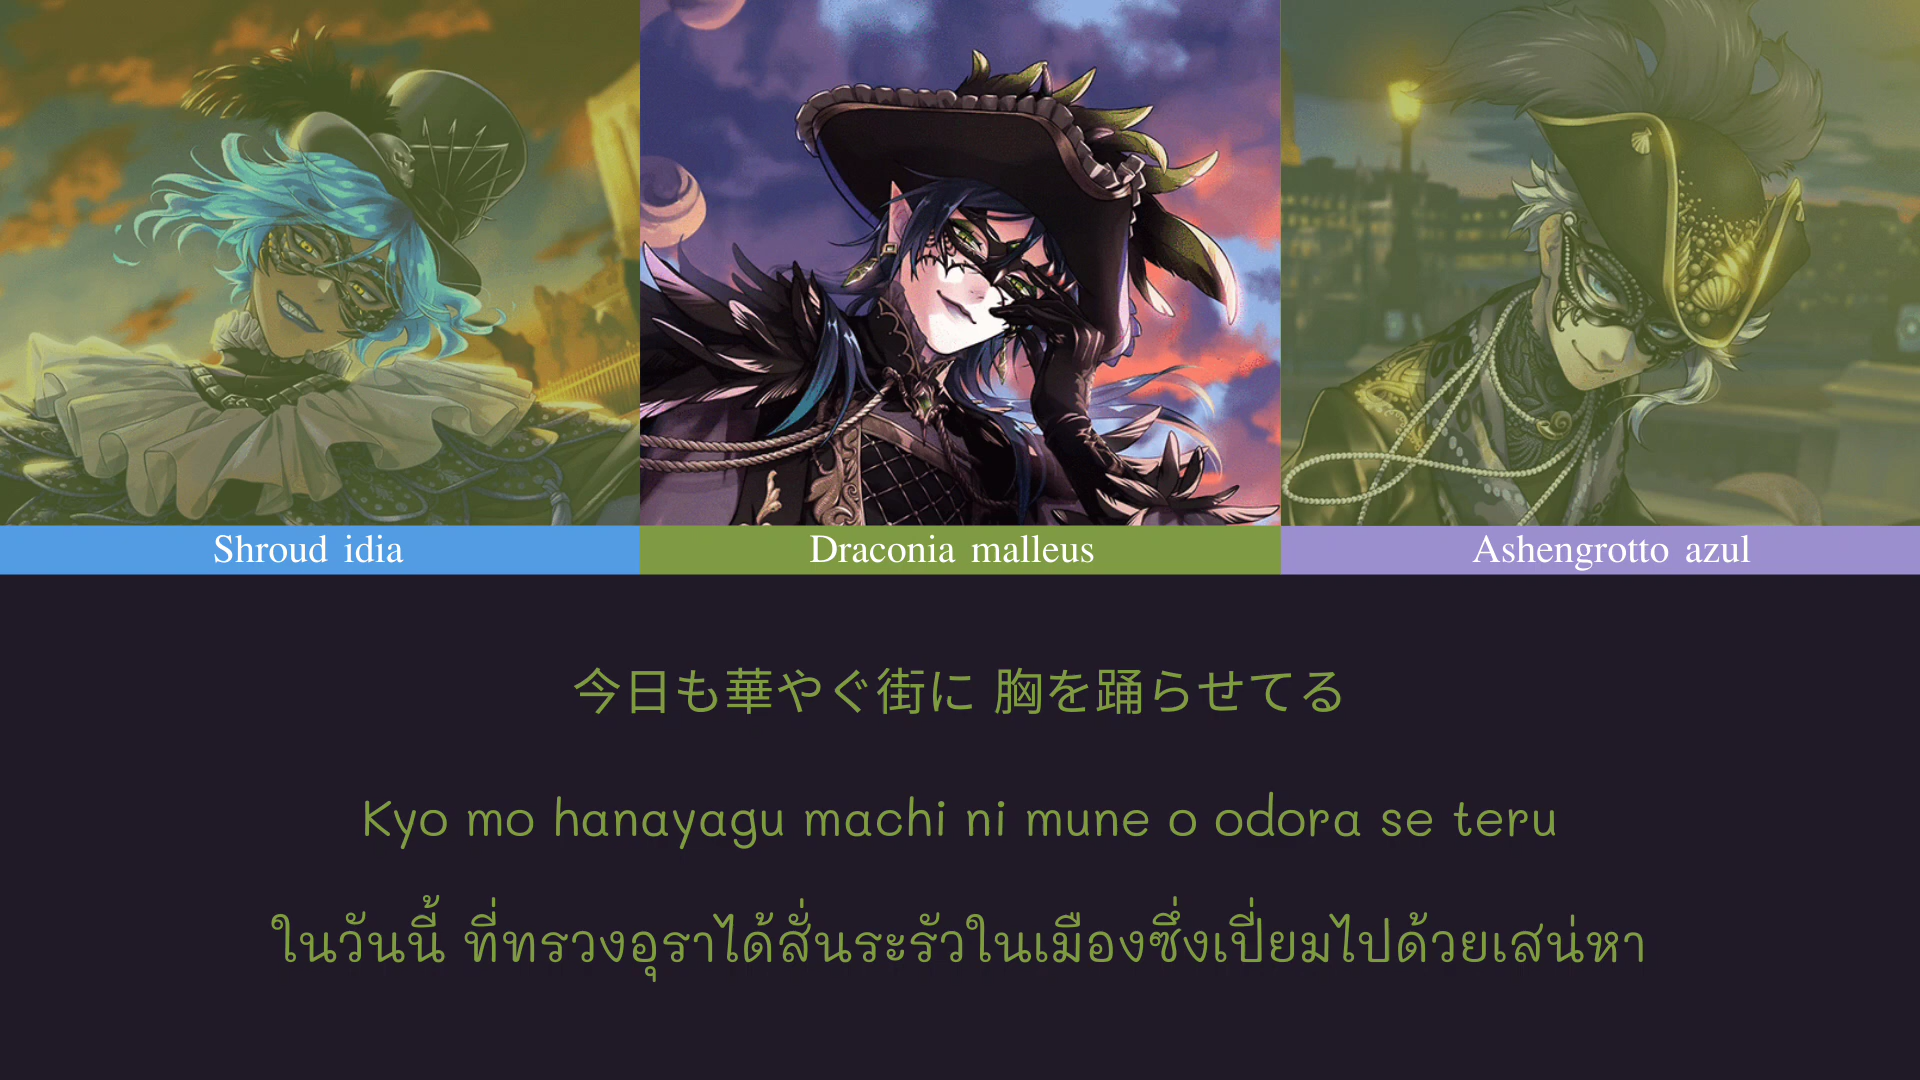 Shroud idia
Draconia malleus
Ashengrotto azul
今日も華やぐ街に 胸を踊らせてる
Kyo mo hanayagu machi ni mune o odora se teru
ในวันนี้ ที่ทรวงอุราได้สั่นระรัวในเมืองซึ่งเปี่ยมไปด้วยเสน่หา